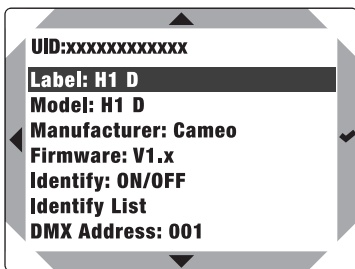 UID:xxxxxxxxxxxx
Label: H1 D
Model: H1 D
Manufacturer: Cameo
Firmware: V1.x
Identify: ON/OFF
Identify List
DMX Address: 001